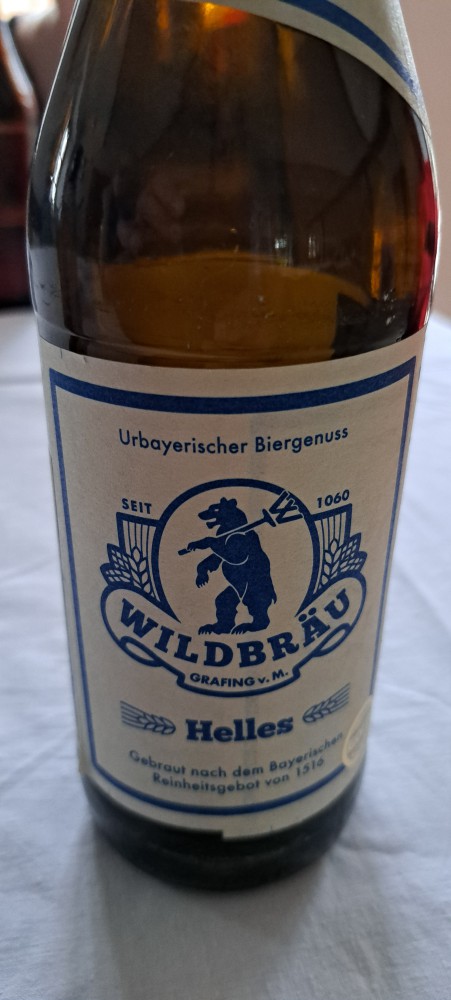 Urbayerischer Biergenuss
SEIT 1060
W
WILDBRÄU
GRAFING v. M.
Helles
Gebraut nach dem Bayerischen
Reinheitsgebot von 1516